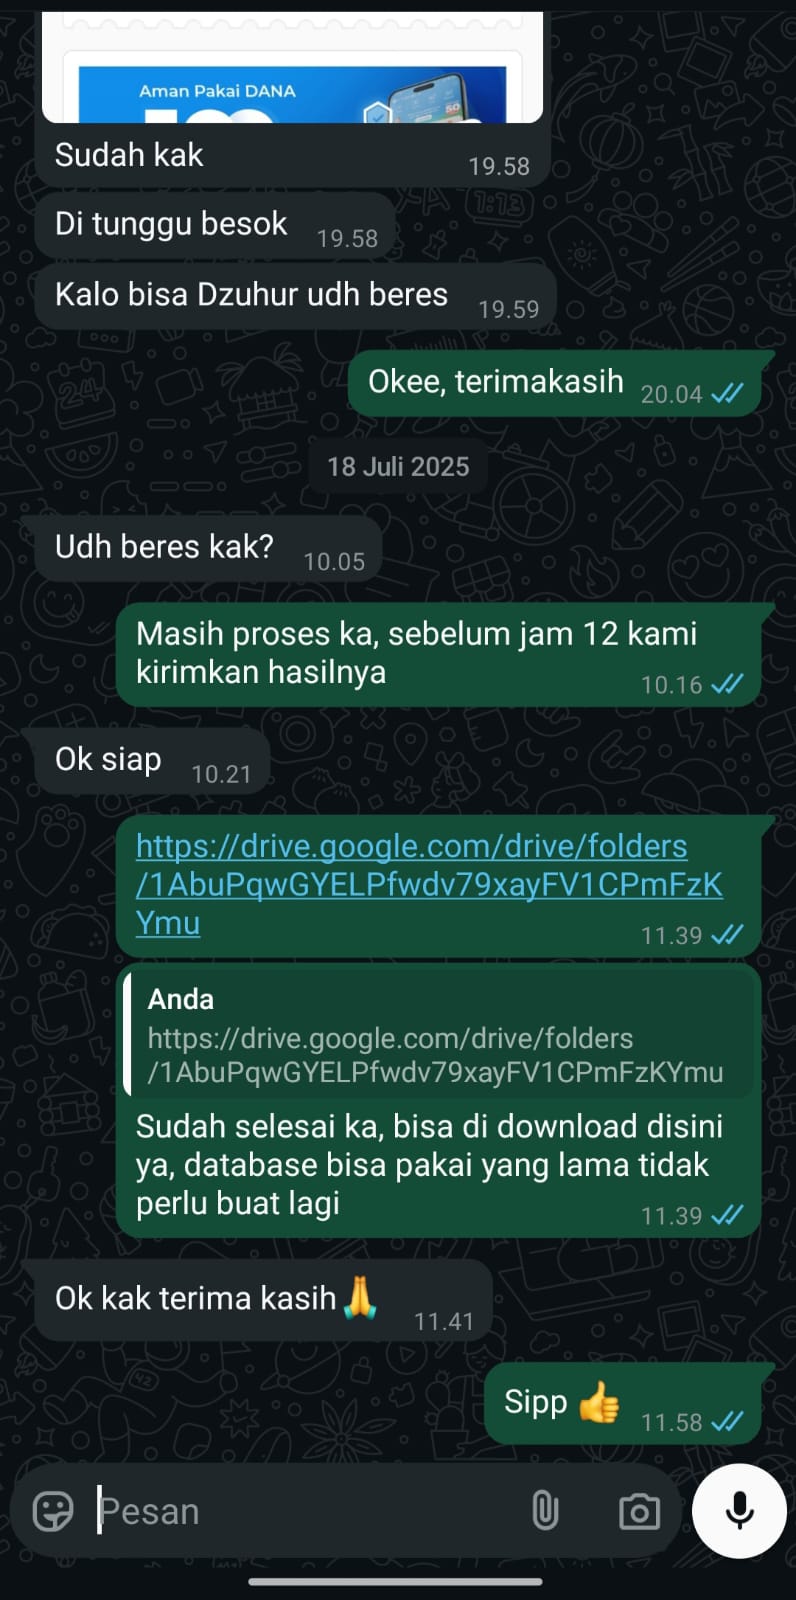 Aman Pakai DANA
Sudah kak
19.58
Di tunggu besok
19.58
Kalo bisa Dzuhur udh beres
19.59
Okee, terimakasih
20.04
18 Juli 2025
Udh beres kak?
10.05
Masih proses ka, sebelum jam 12 kami
kirimkan hasilnya
10.16
Ok siap
10.21
https://drive.google.com/drive/folders
/1AbuPqwGYELPfwdv79xayFV1CPmFzK
Ymu
11.39
Anda
https://drive.google.com/drive/folders
/1AbuPqwGYELPfwdv79xayFV1CPmFzKYmu
Sudah selesai ka, bisa di download disini
ya, database bisa pakai yang lama tidak
perlu buat lagi
11.39
Ok kak terima kasih🙏
11.41
Sipp 👍
11.58
Pesan